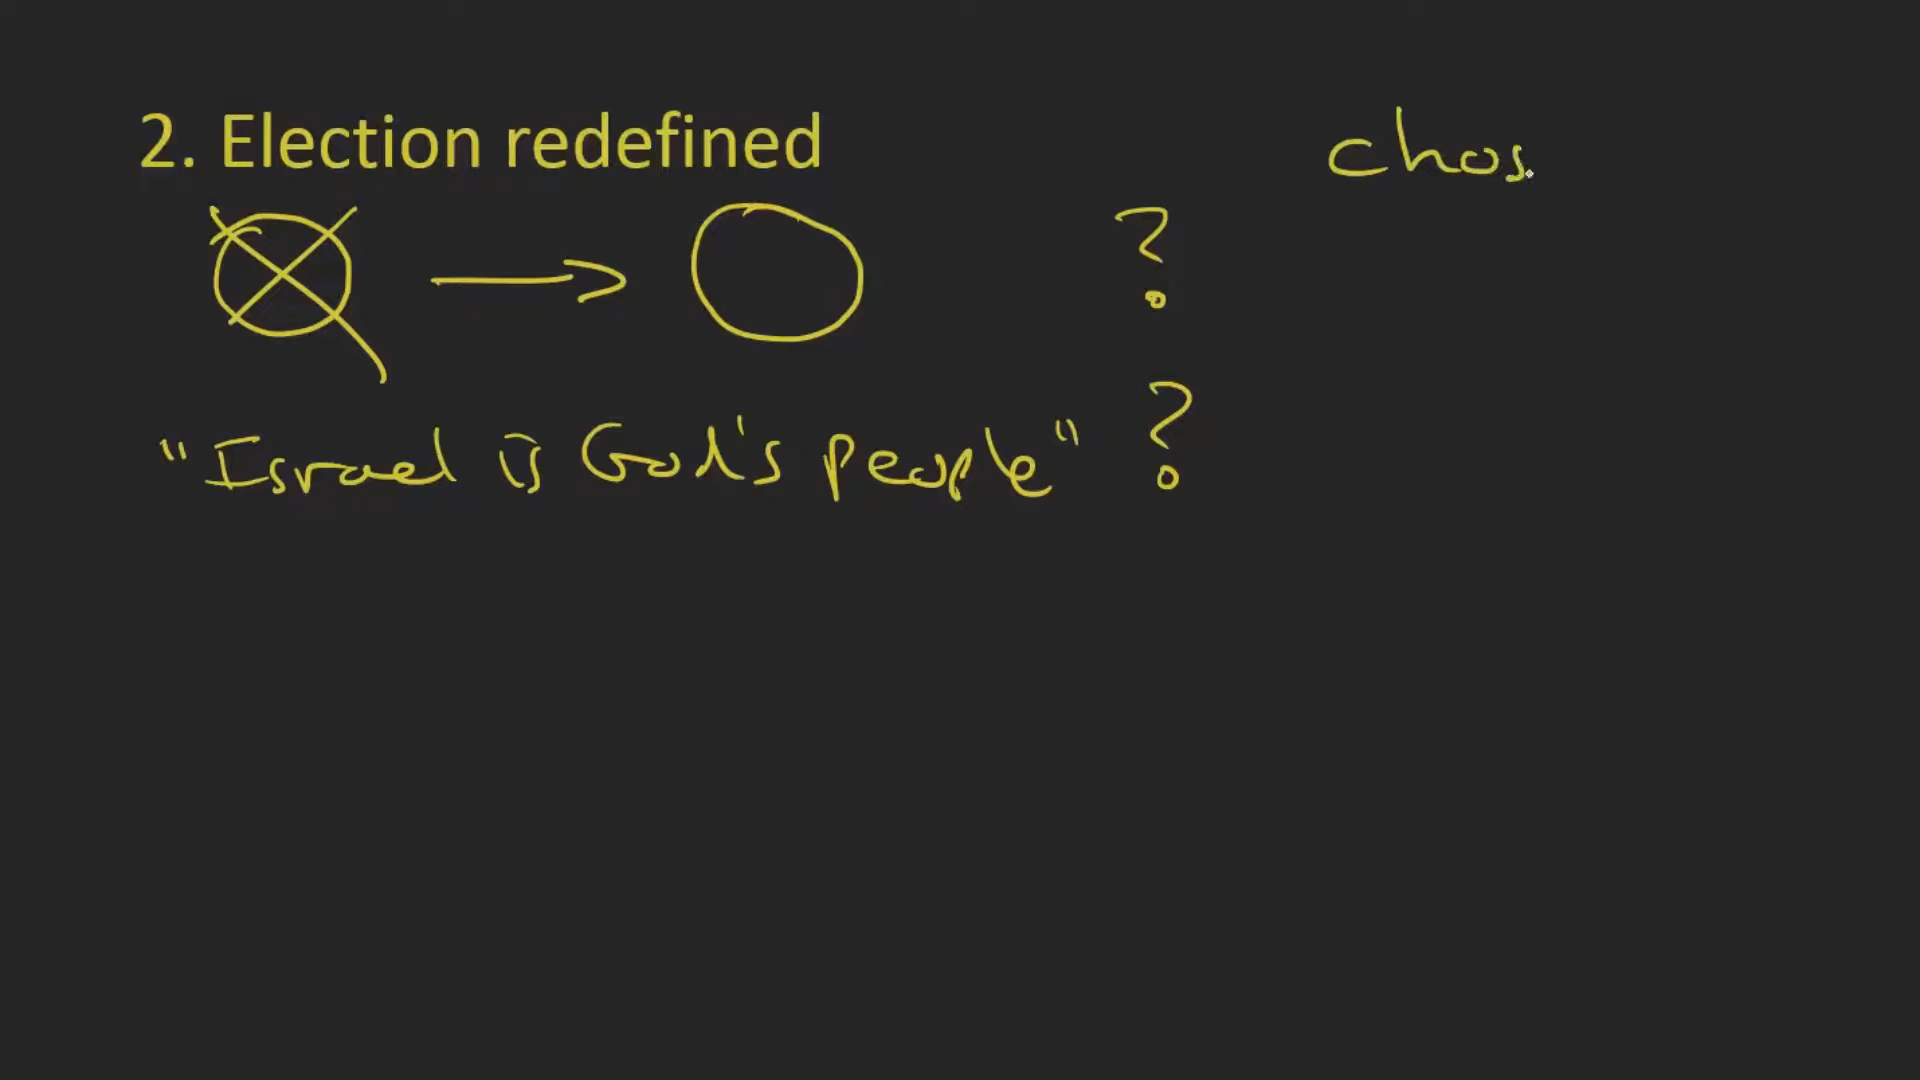 2. Election redefined
chos
?
"Israel is God's people" ?